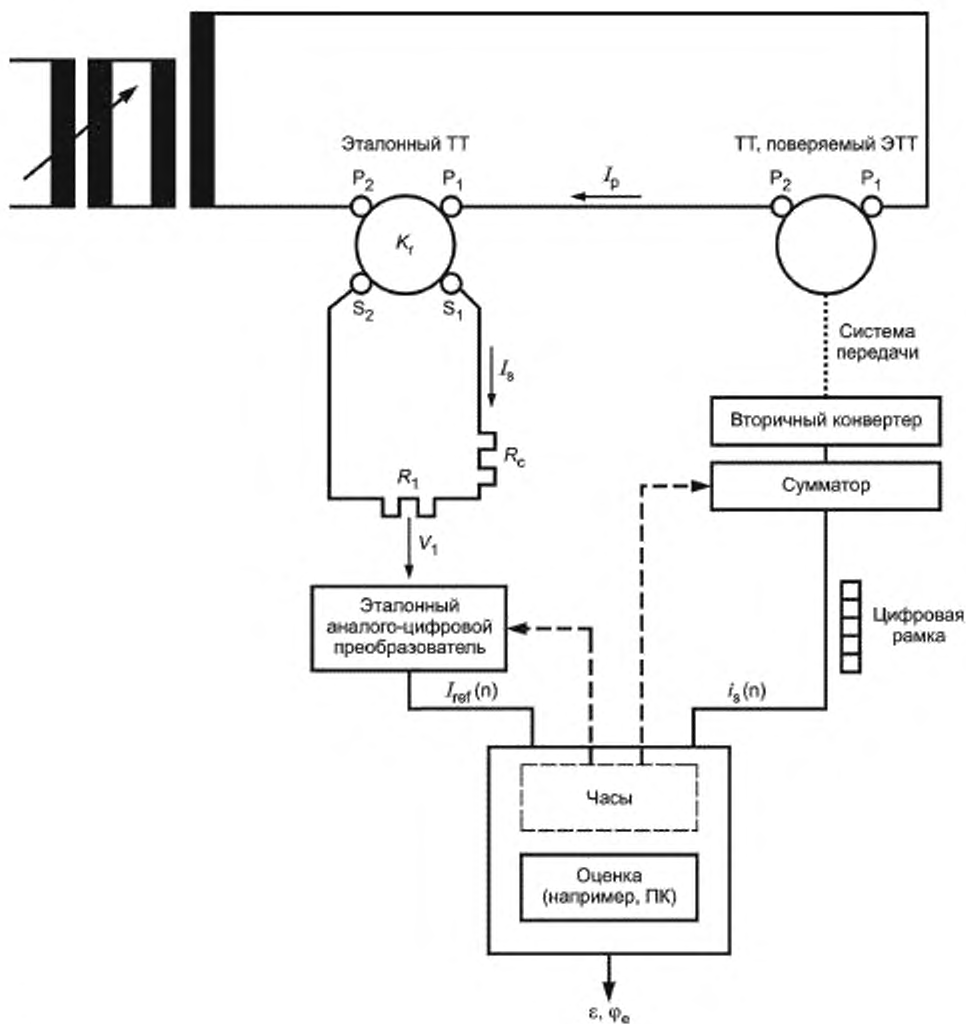 Эталонный ТТ
ТТ, поверяемый ЭТТ
P2
P1
Ip
P2
P1
Kr
S2
S1
Is
Система
передачи
Вторичный конвертер
Rc
R1
Сумматор
V1
Эталонный
аналого-цифровой
преобразователь
Цифровая
рамка
Iref(n)
is(n)
Часы
Оценка
(например, ПК)
ε, φe